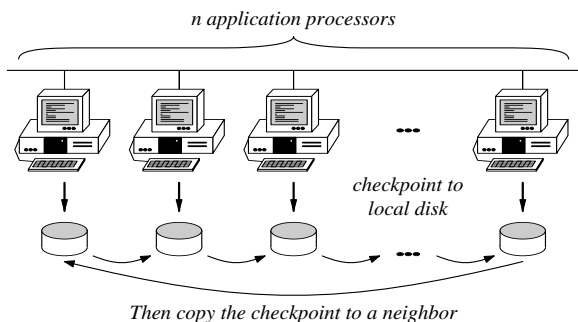 n application processors
checkpoint to
local disk
Then copy the checkpoint to a neighbor